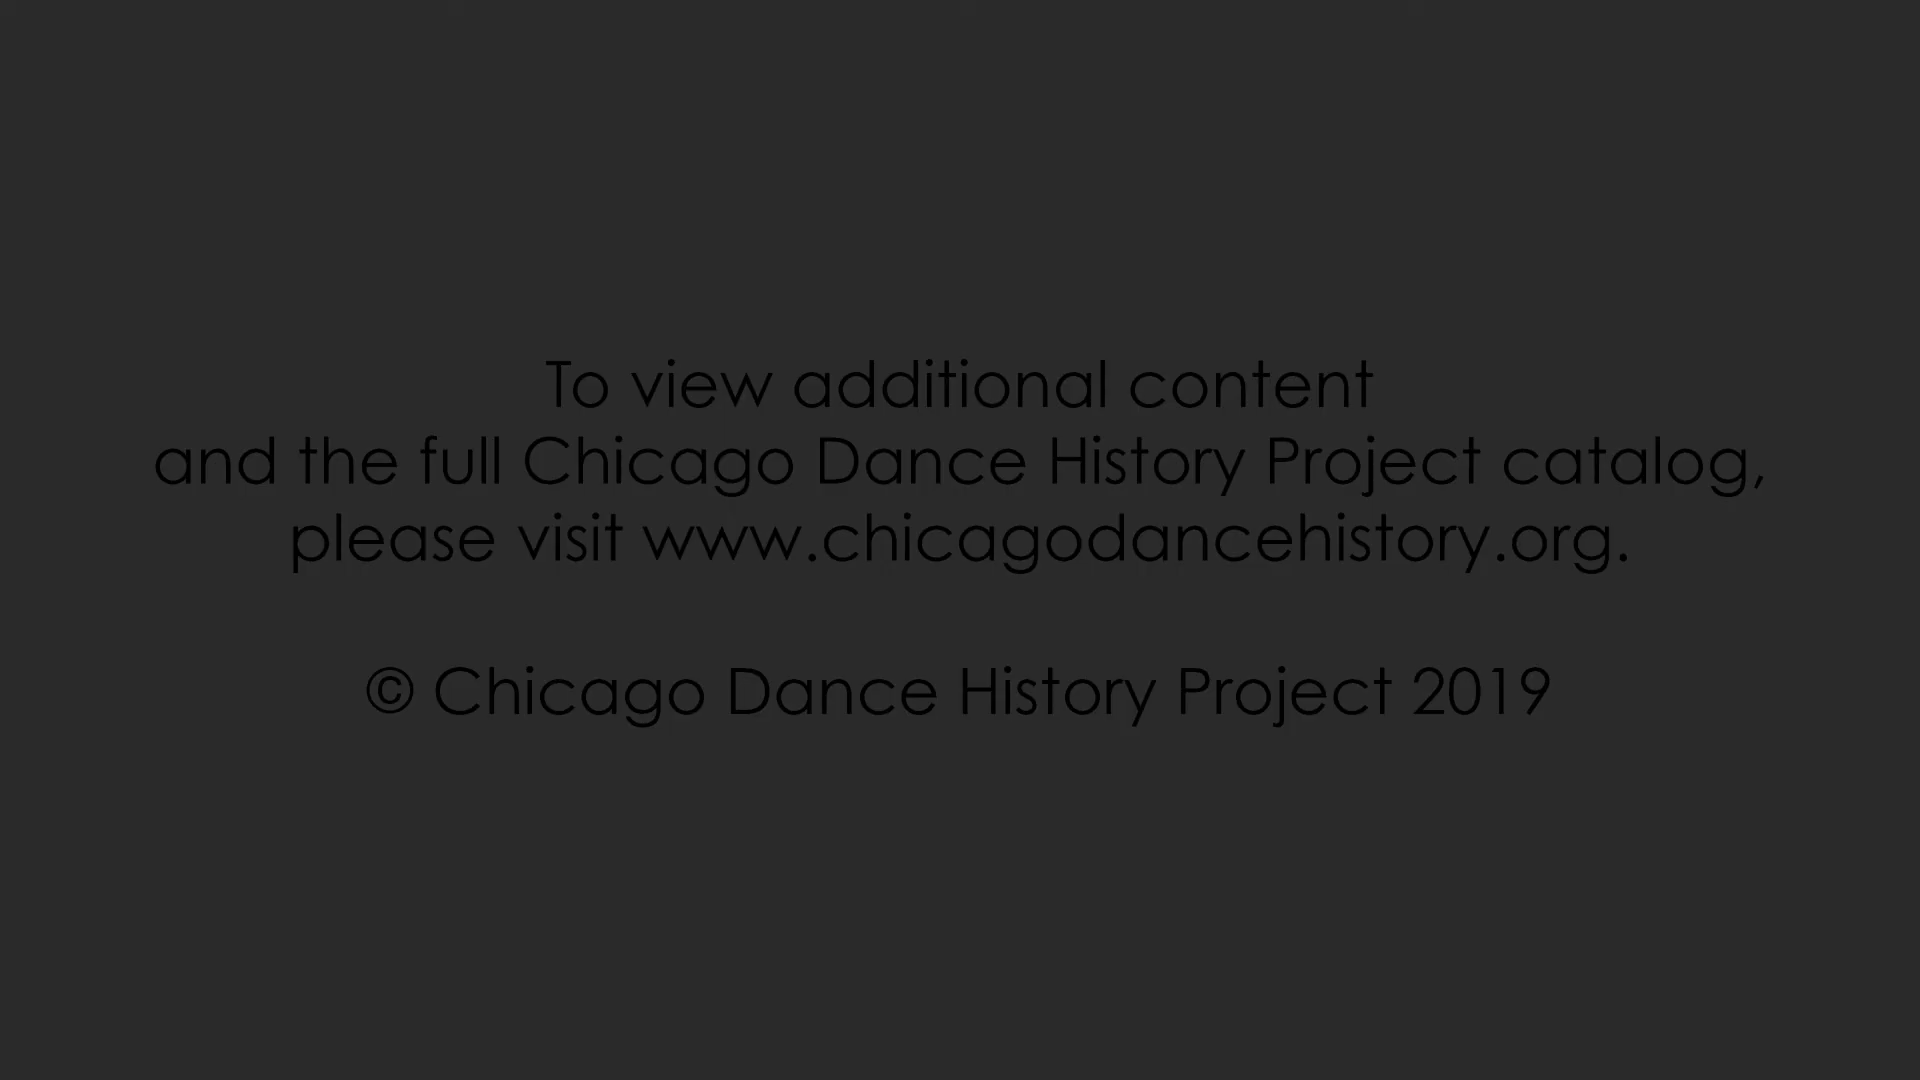 To view additional content
and the full Chicago Dance History Project catalog,
please visit www.chicagodancehistory.org.
© Chicago Dance History Project 2019